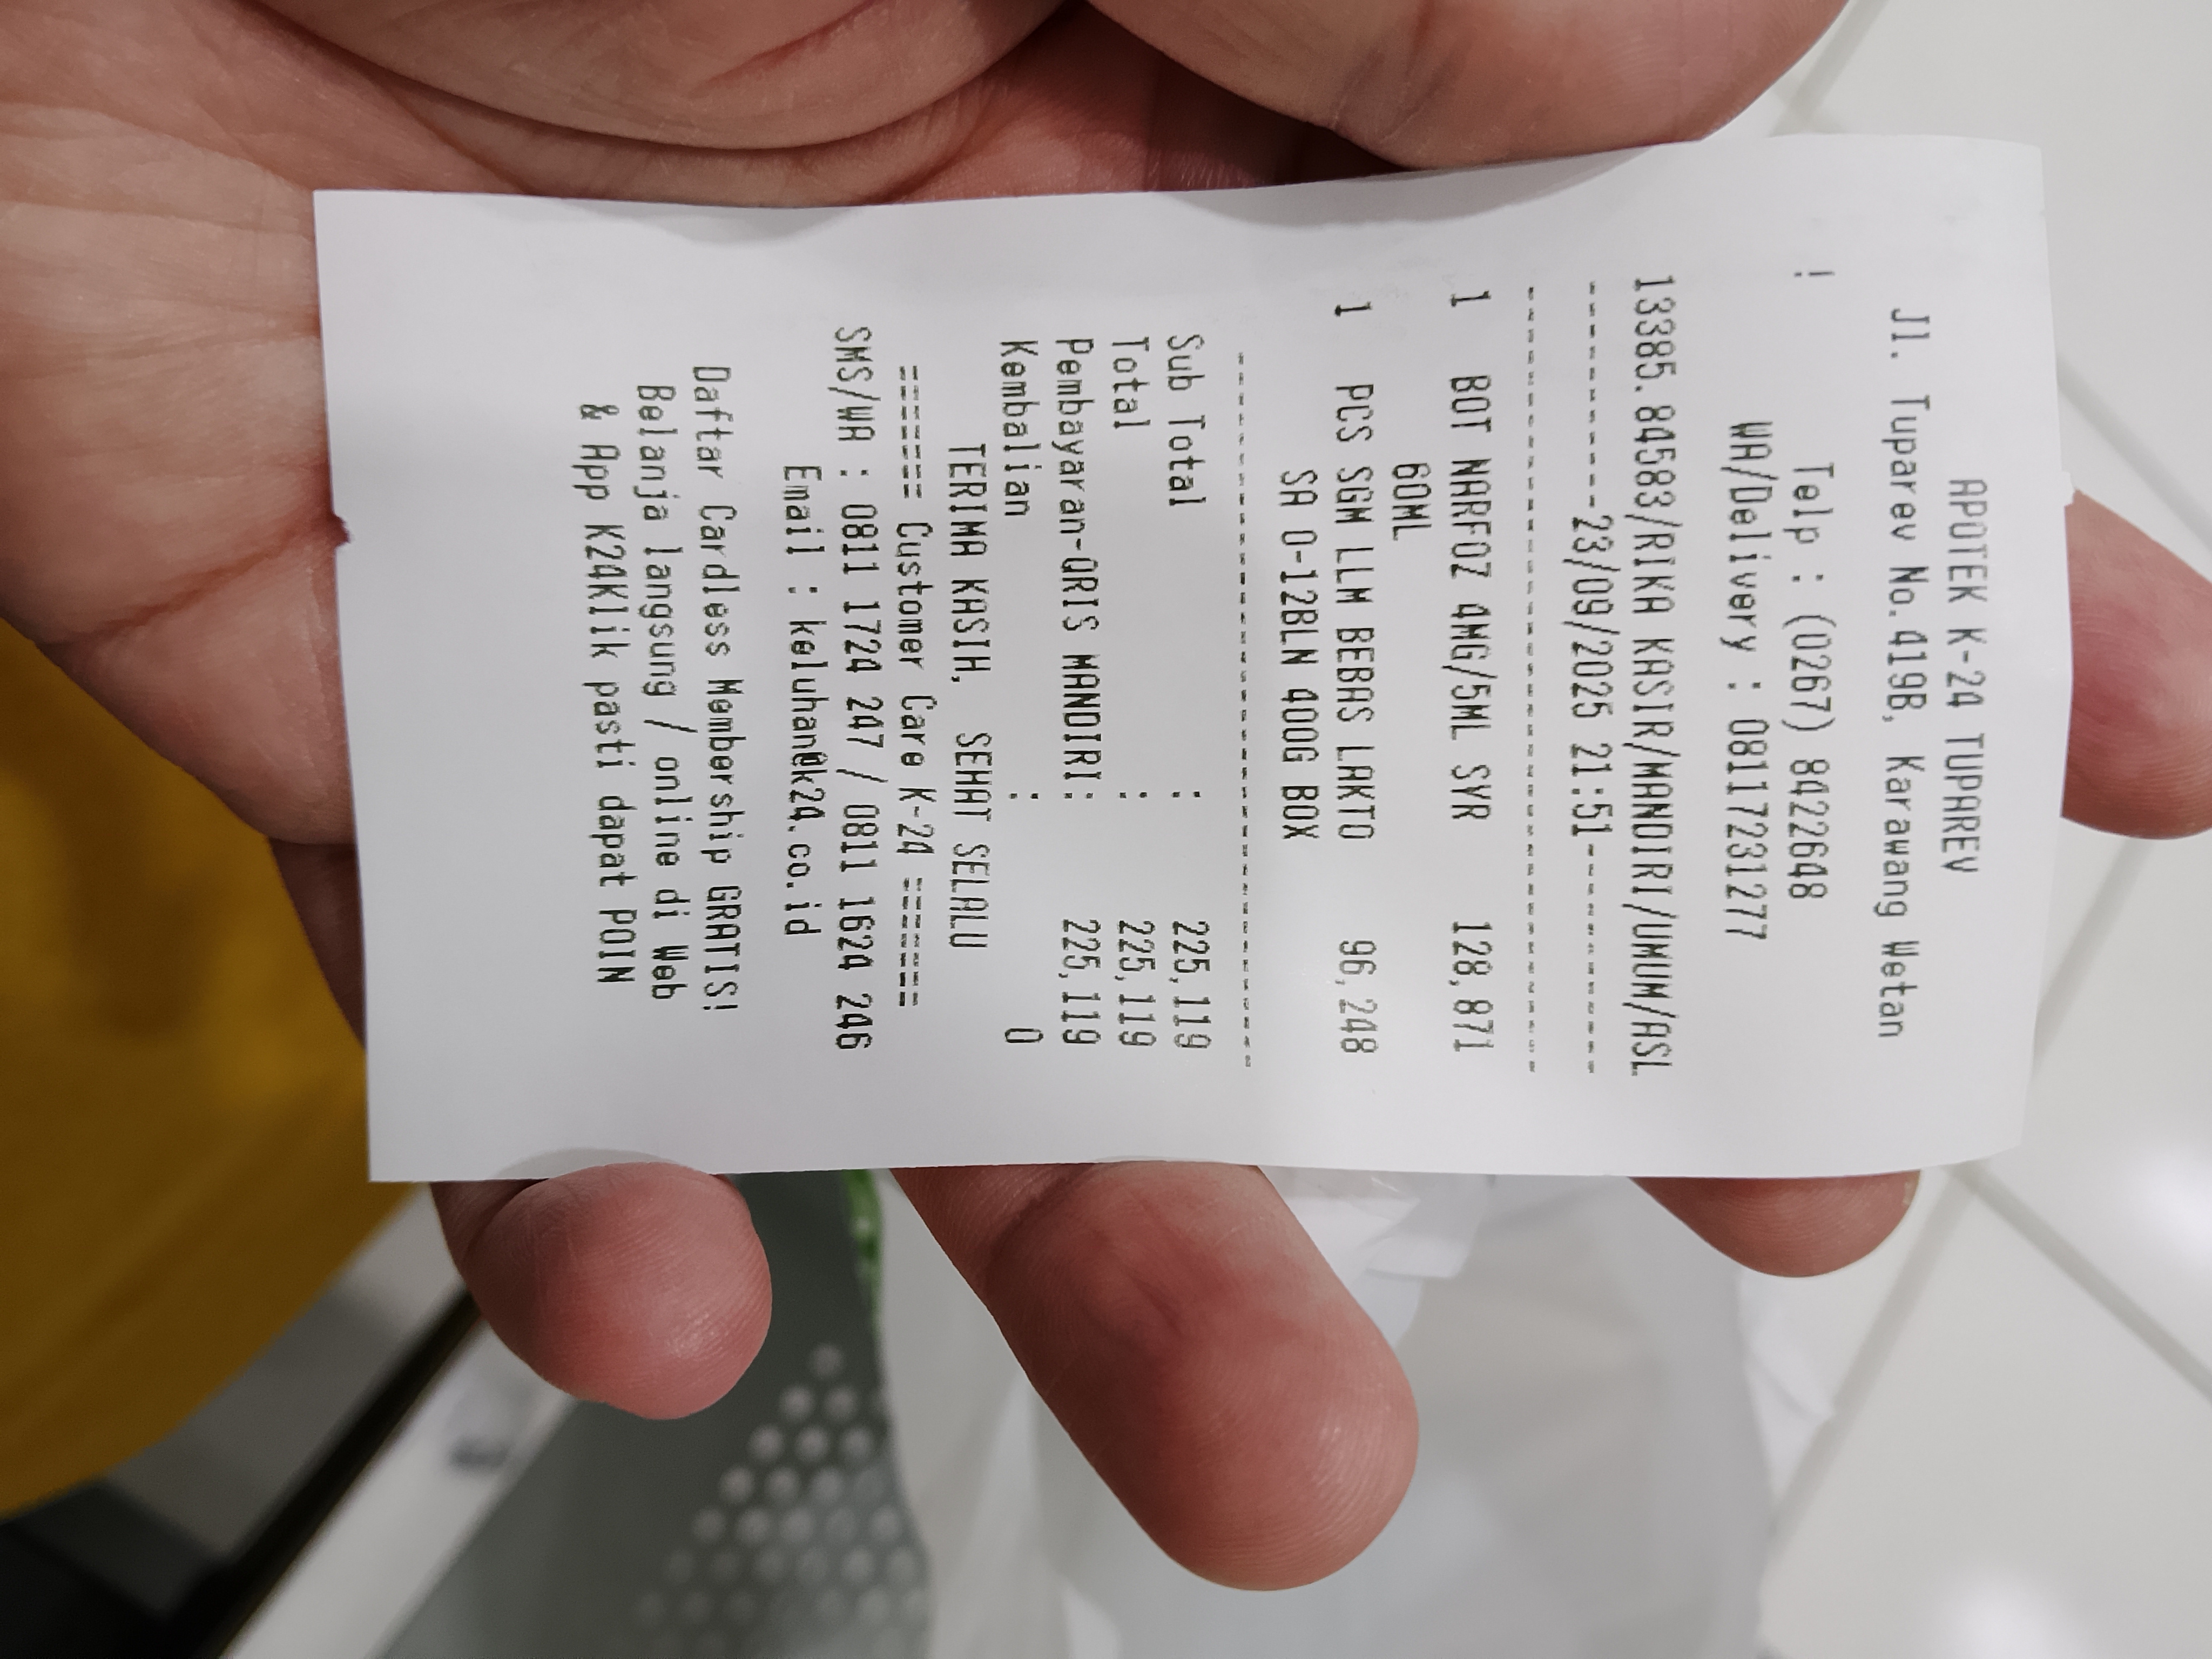 APOTEK K-24 TUPAREV
Jl. Tuparev No.419B, Karawang Wetan
! Telp : (0267) 8422648
WA/Delivery : 08117231277
13385.84583/RIKA KASIR/MANDIRI/UMUM/ASL
-----------23/09/2025 21:51-----------
--------------------------------------
1 BOT NARFOZ 4MG/5ML SYR 128,871
60ML
1 PCS SGM LLM BEBAS LAKTO 96,248
SA 0-12BLN 400G BOX
--------------------------------------
Sub Total : 225,119
Total : 225,119
Pembayaran-QRIS MANDIRI: 225,119
Kembalian : 0
TERIMA KASIH, SEHAT SELALU
======= Customer Care K-24 =======
SMS/WA : 0811 1724 247 / 0811 1624 246
Email : keluhan@k24.co.id
Daftar Cardless Membership GRATIS!
Belanja langsung / online di Web
& App K24Klik pasti dapat POIN